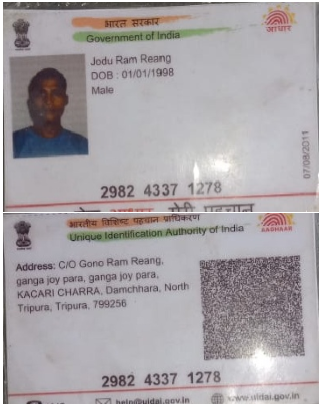 भारत सरकार
Government of India
आधार
Jodu Ram Reang
DOB : 01/01/1998
Male
07/08/2011
2982 4337 1278
मेरी पहचान
भारतीय विशिष्ट पहचान प्राधिकरण
Unique Identification Authority of India
AADHAAR
Address: C/O Gono Ram Reang,
ganga joy para, ganga joy para,
KACARI CHARRA, Damchhara, North
Tripura, Tripura, 799256
2982 4337 1278
help@uidai.gov.in
www.uidai.gov.in